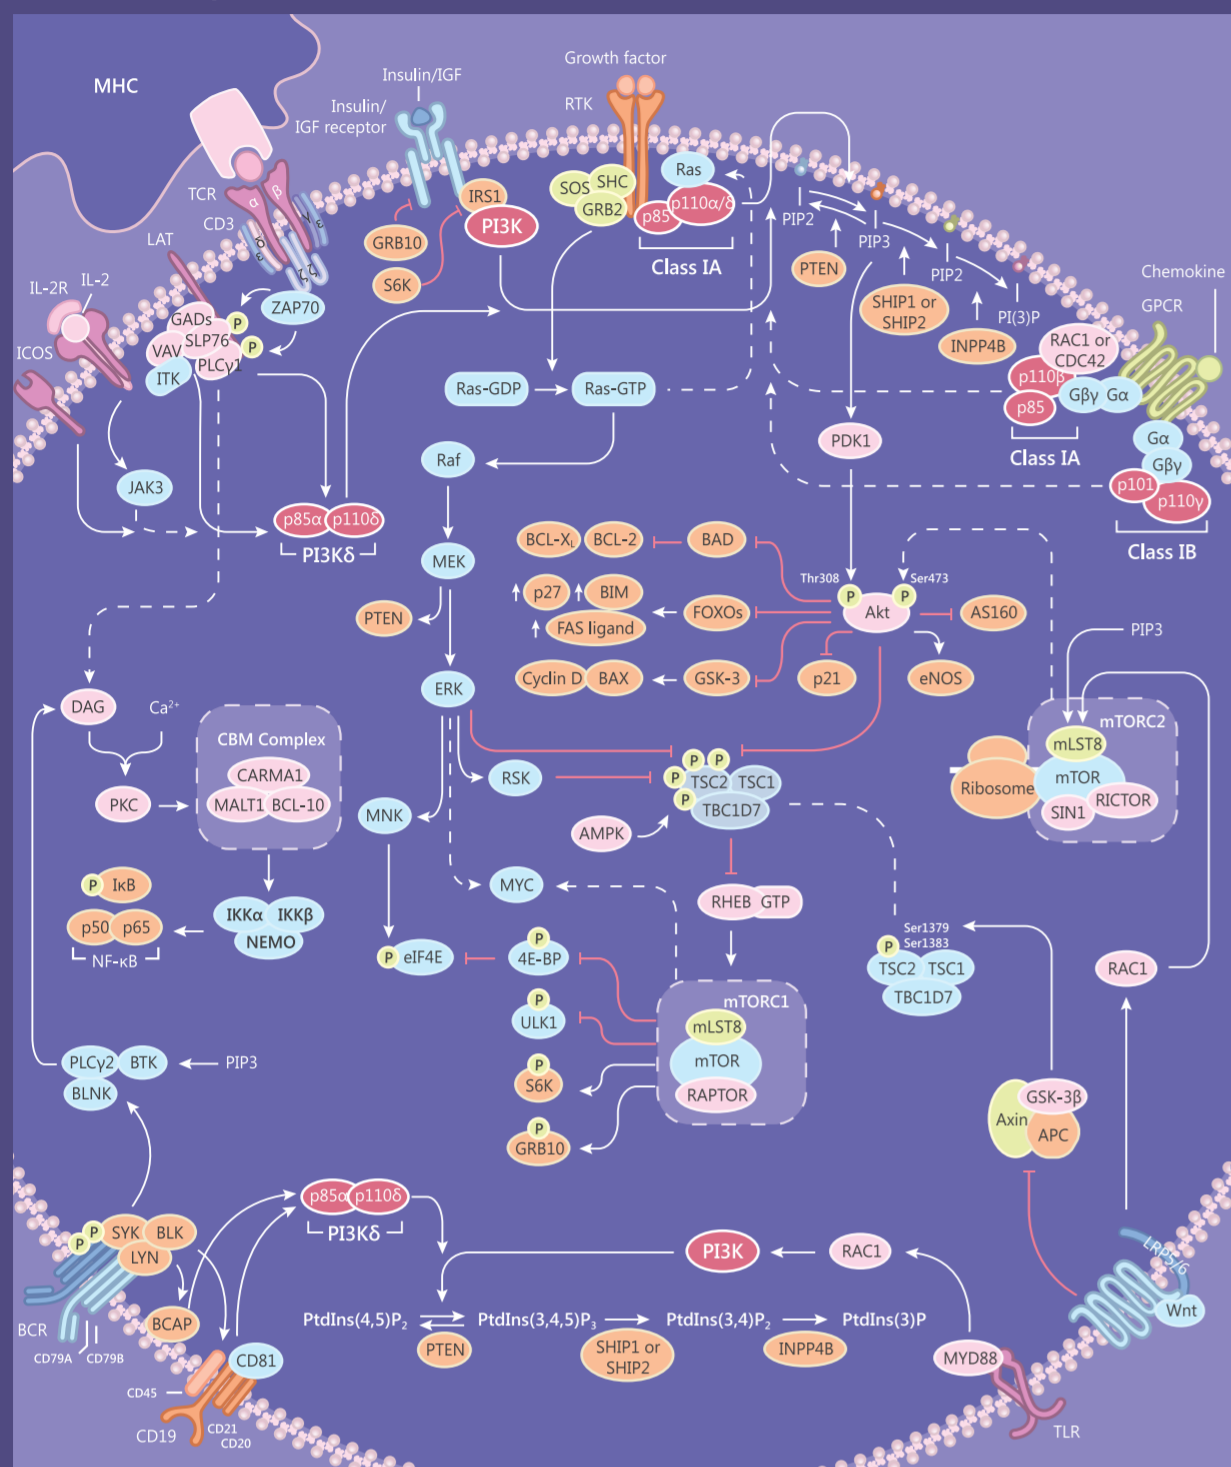 MHC
Insulin/IGF
Insulin/
IGF receptor
Growth factor
RTK
TCR
α
β
CD3
γ
ε
δ
ε
ζ
ζ
LAT
IL-2R
IL-2
ICOS
GADs
SLP76
VAV
PLCγ1
ITK
P
P
ZAP70
GRB10
S6K
IRS1
PI3K
SOS
SHC
GRB2
Ras
p85
p110α/δ
Class IA
PIP2
PIP3
PIP2
PI(3)P
PTEN
SHIP1 or
SHIP2
INPP4B
Chemokine
GPCR
RAC1 or
CDC42
p110β
p85
Gβγ
Gα
Class IA
Gα
Gβγ
p101
p110γ
Class IB
JAK3
p85α
p110δ
PI3Kδ
Ras-GDP
Ras-GTP
Raf
MEK
PTEN
ERK
PDK1
BCL-XL
BCL-2
BAD
p27
BIM
FAS ligand
FOXOs
Cyclin D
BAX
GSK-3
p21
eNOS
Thr308
Ser473
P
P
Akt
AS160
PIP3
mTORC2
mLST8
mTOR
Ribosome
SIN1
RICTOR
DAG
Ca2+
PKC
CBM Complex
CARMA1
MALT1
BCL-10
P
IκB
p50
p65
NF-κB
IKKα
IKKβ
NEMO
RSK
MNK
AMPK
P
P
P
P
TSC2
TSC1
TBC1D7
MYC
RHEB
GTP
P
eIF4E
P
4E-BP
P
ULK1
P
S6K
P
GRB10
mTORC1
mLST8
mTOR
RAPTOR
Ser1379
Ser1383
P
TSC2
TSC1
TBC1D7
RAC1
GSK-3β
Axin
APC
PLCγ2
BTK
BLNK
PIP3
P
P
SYK
BLK
LYN
BCR
CD79A
CD79B
BCAP
CD81
CD45
CD19
CD21
CD20
p85α
p110δ
PI3Kδ
PI3K
RAC1
PtdIns(4,5)P2
PtdIns(3,4,5)P3
PtdIns(3,4)P2
PtdIns(3)P
PTEN
SHIP1 or
SHIP2
INPP4B
MYD88
TLR
LRP5/6
Wnt